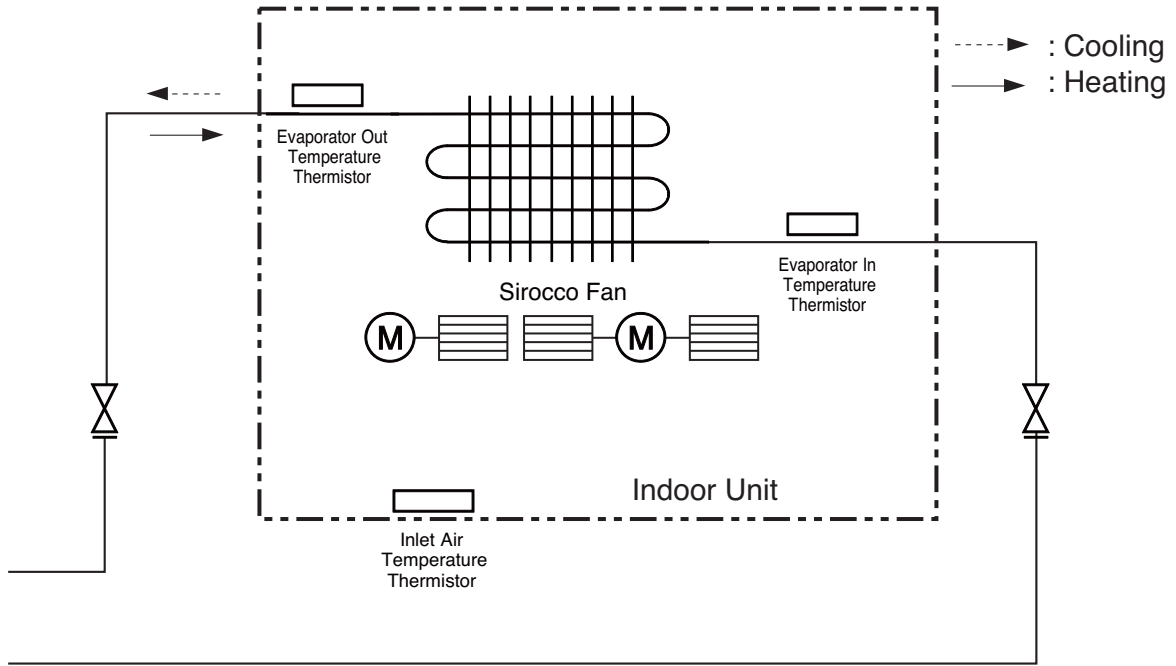 : Cooling
: Heating
Evaporator Out
Temperature
Thermistor
Evaporator In
Temperature
Thermistor
Sirocco Fan
M
M
Indoor Unit
Inlet Air
Temperature
Thermistor